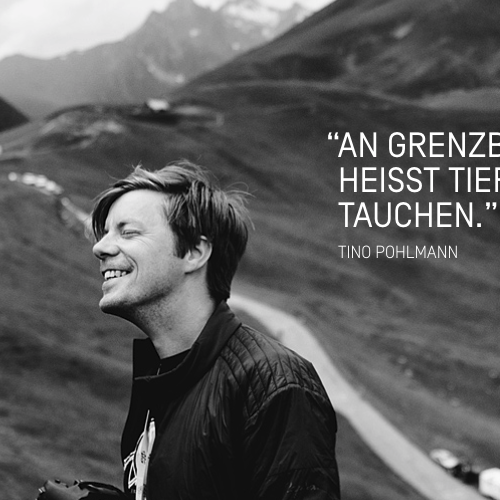 “AN GRENZE
HEISST TIEF
TAUCHEN.”
TINO POHLMANN